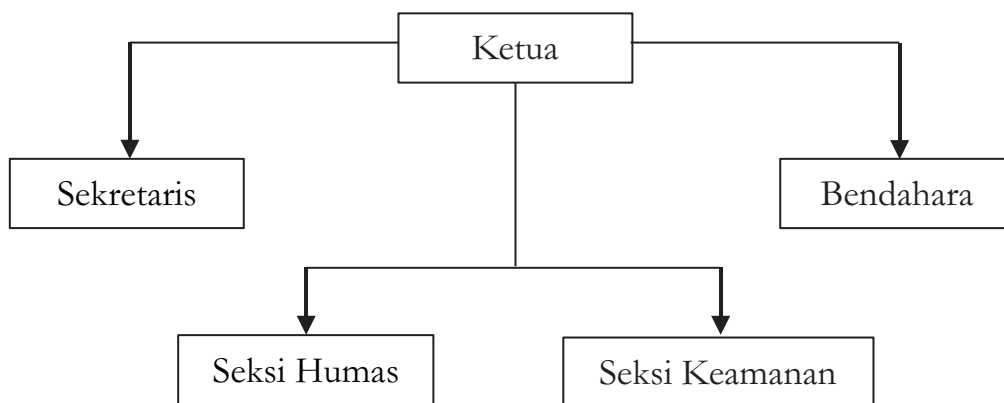 Ketua
Sekretaris
Bendahara
Seksi Humas
Seksi Keamanan